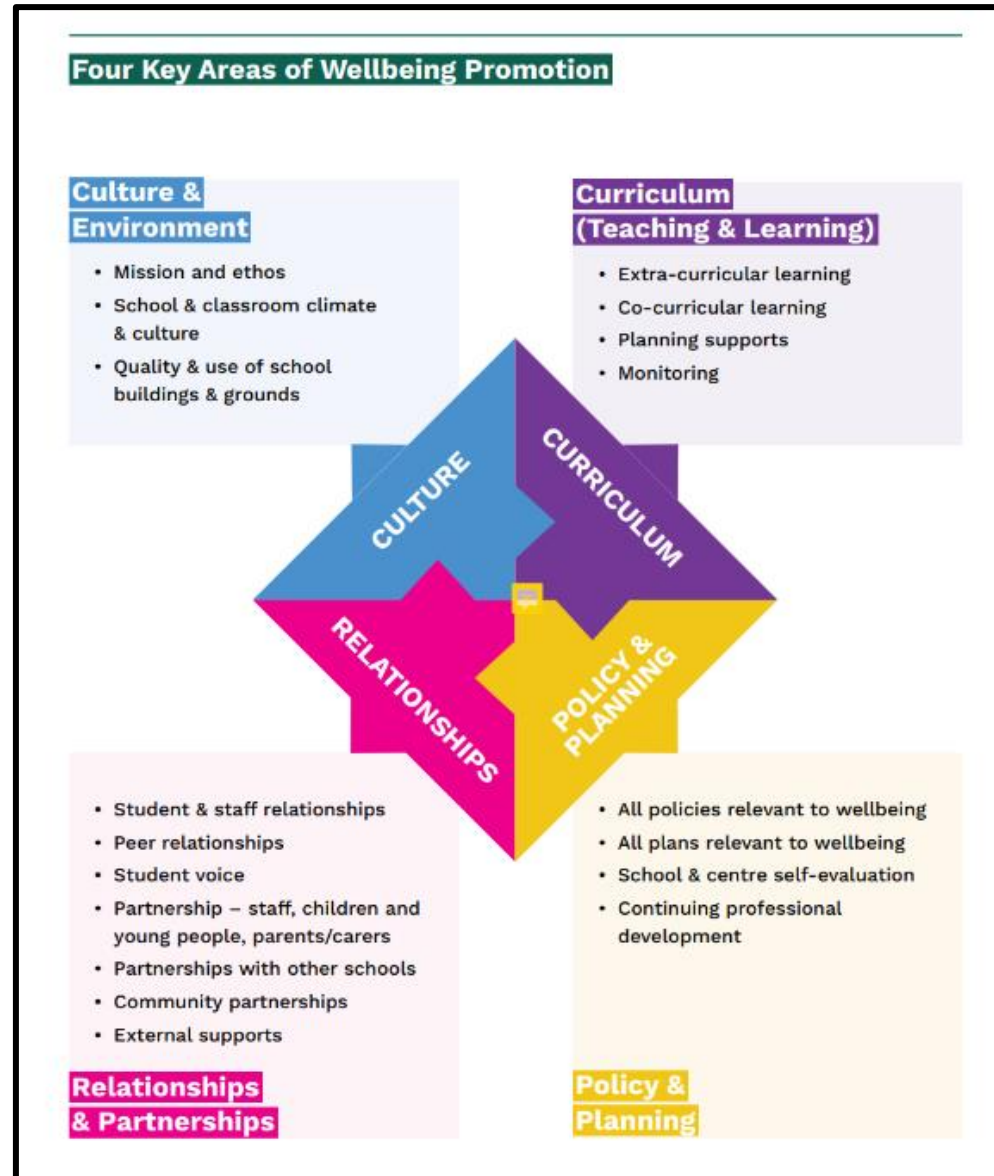 Four Key Areas of Wellbeing Promotion
Culture &
Environment
• Mission and ethos
• School & classroom climate
& culture
• Quality & use of school
buildings & grounds
Curriculum
(Teaching & Learning)
• Extra-curricular learning
• Co-curricular learning
• Planning supports
• Monitoring
CULTURE
CURRICULUM
RELATIONSHIPS
POLICY &
PLANNING
• Student & staff relationships
• Peer relationships
• Student voice
• Partnership – staff, children and
young people, parents/carers
• Partnerships with other schools
• Community partnerships
• External supports
Relationships
& Partnerships
• All policies relevant to wellbeing
• All plans relevant to wellbeing
• School & centre self-evaluation
• Continuing professional
development
Policy &
Planning